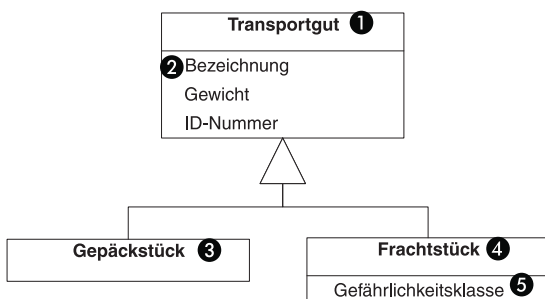 Transportgut 1
2 Bezeichnung
Gewicht
ID-Nummer
Gepäckstück 3
Frachtstück 4
Gefährlichkeitsklasse 5